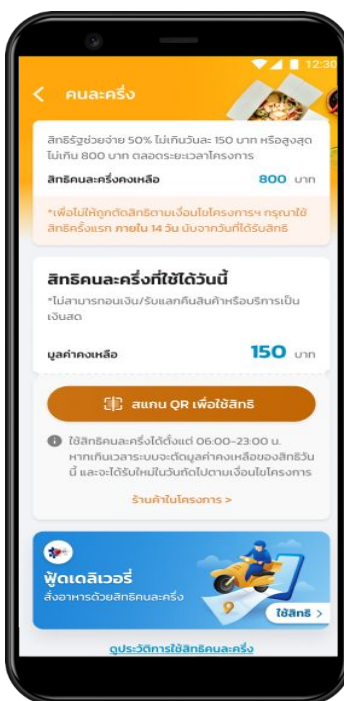 12:30
คนละครึ่ง
สิทธิรัฐช่วยจ่าย 50% ไม่เกินวันละ 150 บาท หรือสูงสุด
ไม่เกิน 800 บาท ตลอดระยะเวลาโครงการ
สิทธิคนละครึ่งคงเหลือ 800 บาท
*เพื่อไม่ให้ถูกตัดสิทธิตามเงื่อนไขโครงการฯ กรุณาใช้
สิทธิครั้งแรก ภายใน 14 วัน นับจากวันที่ได้รับสิทธิ
สิทธิคนละครึ่งที่ใช้ได้วันนี้
*ไม่สามารถทอนเงิน/รับแลกคืนสินค้าหรือบริการเป็น
เงินสด
มูลค่าคงเหลือ 150 บาท
สแกน QR เพื่อใช้สิทธิ
ใช้สิทธิคนละครึ่งได้ตั้งแต่ 06:00-23:00 น.
หากเกินเวลาระบบจะตัดมูลค่าคงเหลือของสิทธิวัน
นี้ และจะได้รับใหม่ในวันถัดไปตามเงื่อนไขโครงการ
ร้านค้าในโครงการ >
ฟู้ดเดลิเวอรี่
สั่งอาหารด้วยสิทธิคนละครึ่ง
ใช้สิทธิ >
ดูประวัติการใช้สิทธิคนละครึ่ง